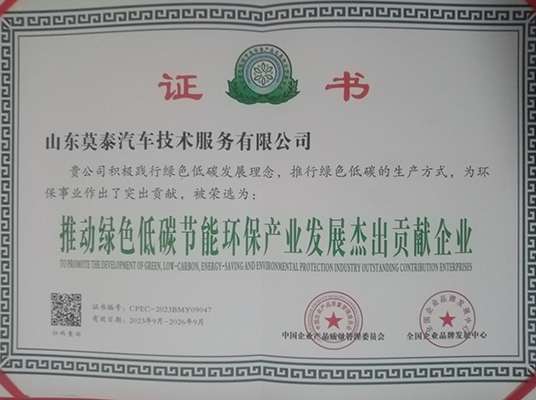 证 书
山东莫泰汽车技术服务有限公司
贵公司积极践行绿色低碳发展理念，推行绿色低碳的生产方式，为环
保事业作出了突出贡献，被荣选为：
推动绿色低碳节能环保产业发展杰出贡献企业
TO PROMOTE THE DEVELOPMENT OF GREEN, LOW-CARBON, ENERGY-SAVING AND ENVIRONMENTAL PROTECTION INDUSTRY OUTSTANDING CONTRIBUTION ENTERPRISES
证书编号：CPEC-2023BMY09047
有效日期：2023年9月-2026年9月
扫码查询
中国企业产品质量管理委员会
全国企业品牌发展中心